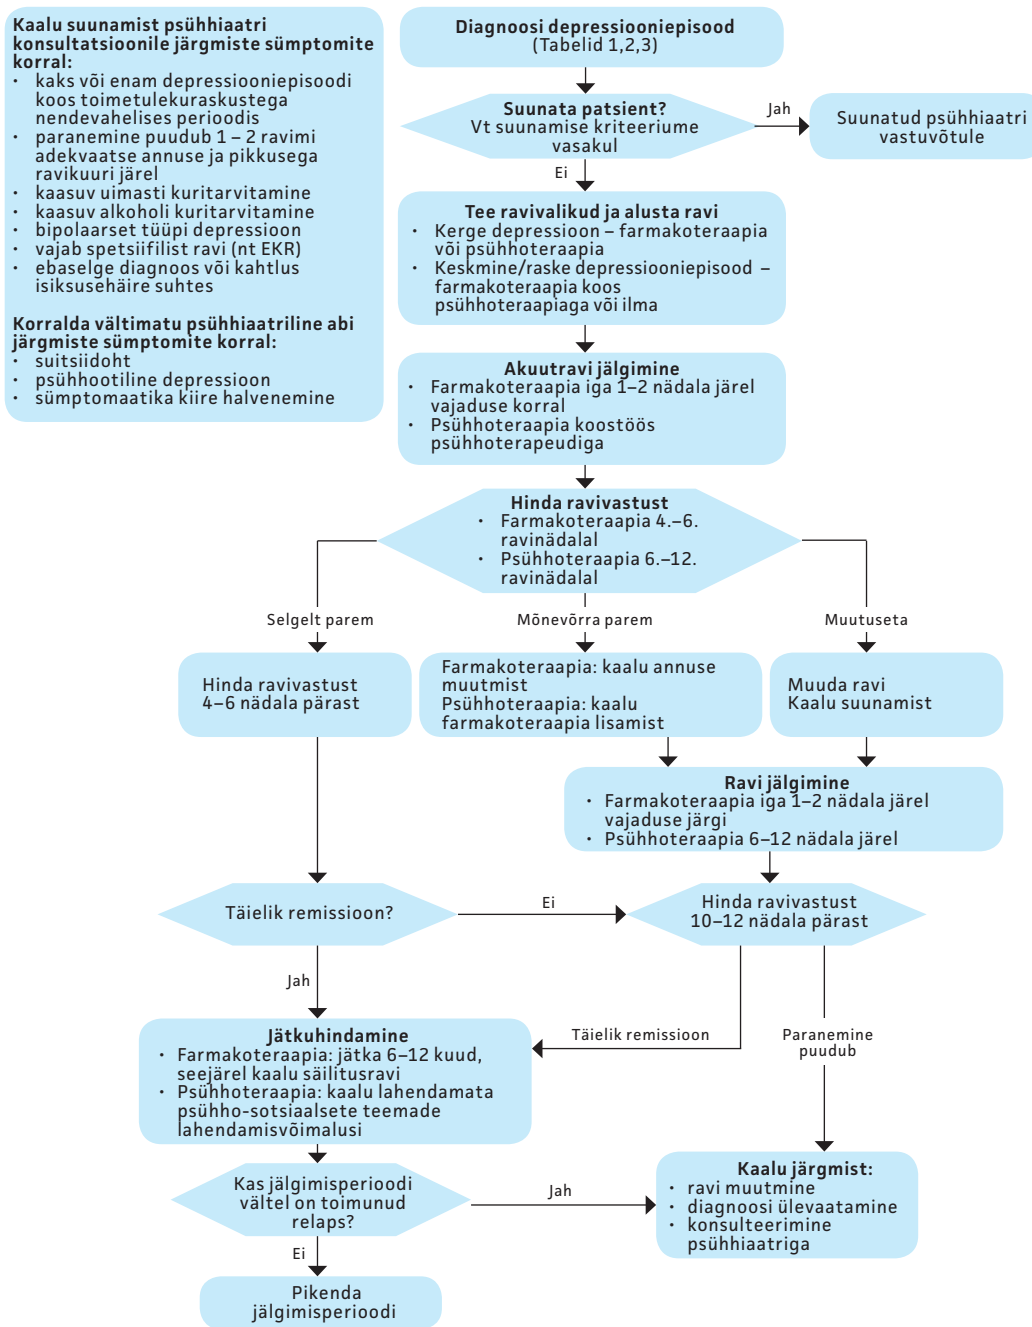 Kaalu suunamist psühhiaatri
konsultatsioonile järgmiste sümptomite
korral:
· kaks või enam depressiooniepisoodi
koos toimetulekuraskustega
nendevahelises perioodis
· paranemine puudub 1 – 2 ravimi
adekvaatse annuse ja pikkusega
ravikuuri järel
· kaasuv uimasti kuritarvitamine
· kaasuv alkoholi kuritarvitamine
· bipolaarset tüüpi depressioon
· vajab spetsiifilist ravi (nt EKR)
· ebaselge diagnoos või kahtlus
isiksusehäire suhtes
Korralda vältimatu psühhiaatriline abi
järgmiste sümptomite korral:
· suitsiidoht
· psühhootiline depressioon
· sümptomaatika kiire halvenemine
Diagnoosi depressiooniepisood
(Tabelid 1,2,3)
Suunata patsient?
Vt suunamise kriteeriume
vasakul
Jah
Suunatud psühhiaatri
vastuvõtule
Ei
Tee ravivalikud ja alusta ravi
· Kerge depressioon – farmakoteraapia
või psühhoteraapia
· Keskmine/raske depressiooniepisood –
farmakoteraapia koos
psühhoteraapiaga või ilma
Akuutravi jälgimine
· Farmakoteraapia iga 1–2 nädala järel
vajaduse korral
· Psühhoteraapia koostöös
psühhoterapeudiga
Hinda ravivastust
· Farmakoteraapia 4.–6.
ravinädalal
· Psühhoteraapia 6.–12.
ravinädalal
Selgelt parem
Mõnevõrra parem
Muutuseta
Hinda ravivastust
4–6 nädala pärast
Farmakoteraapia: kaalu annuse
muutmist
Psühhoteraapia: kaalu
farmakoteraapia lisamist
Muuda ravi
Kaalu suunamist
Ravi jälgimine
· Farmakoteraapia iga 1–2 nädala järel
vajaduse järgi
· Psühhoteraapia 6–12 nädala järel
Täielik remissioon?
Ei
Hinda ravivastust
10–12 nädala pärast
Jah
Täielik remissioon
Paranemine
puudub
Jätkuhindamine
· Farmakoteraapia: jätka 6–12 kuud,
seejärel kaalu säilitusravi
· Psühhoteraapia: kaalu lahendamata
psühho-sotsiaalsete teemade
lahendamisvõimalusi
Kas jälgimisperioodi
vältel on toimunud
relaps?
Jah
Kaalu järgmist:
· ravi muutmine
· diagnoosi ülevaatamine
· konsulteerimine
psühhiaatriga
Ei
Pikenda
jälgimisperioodi